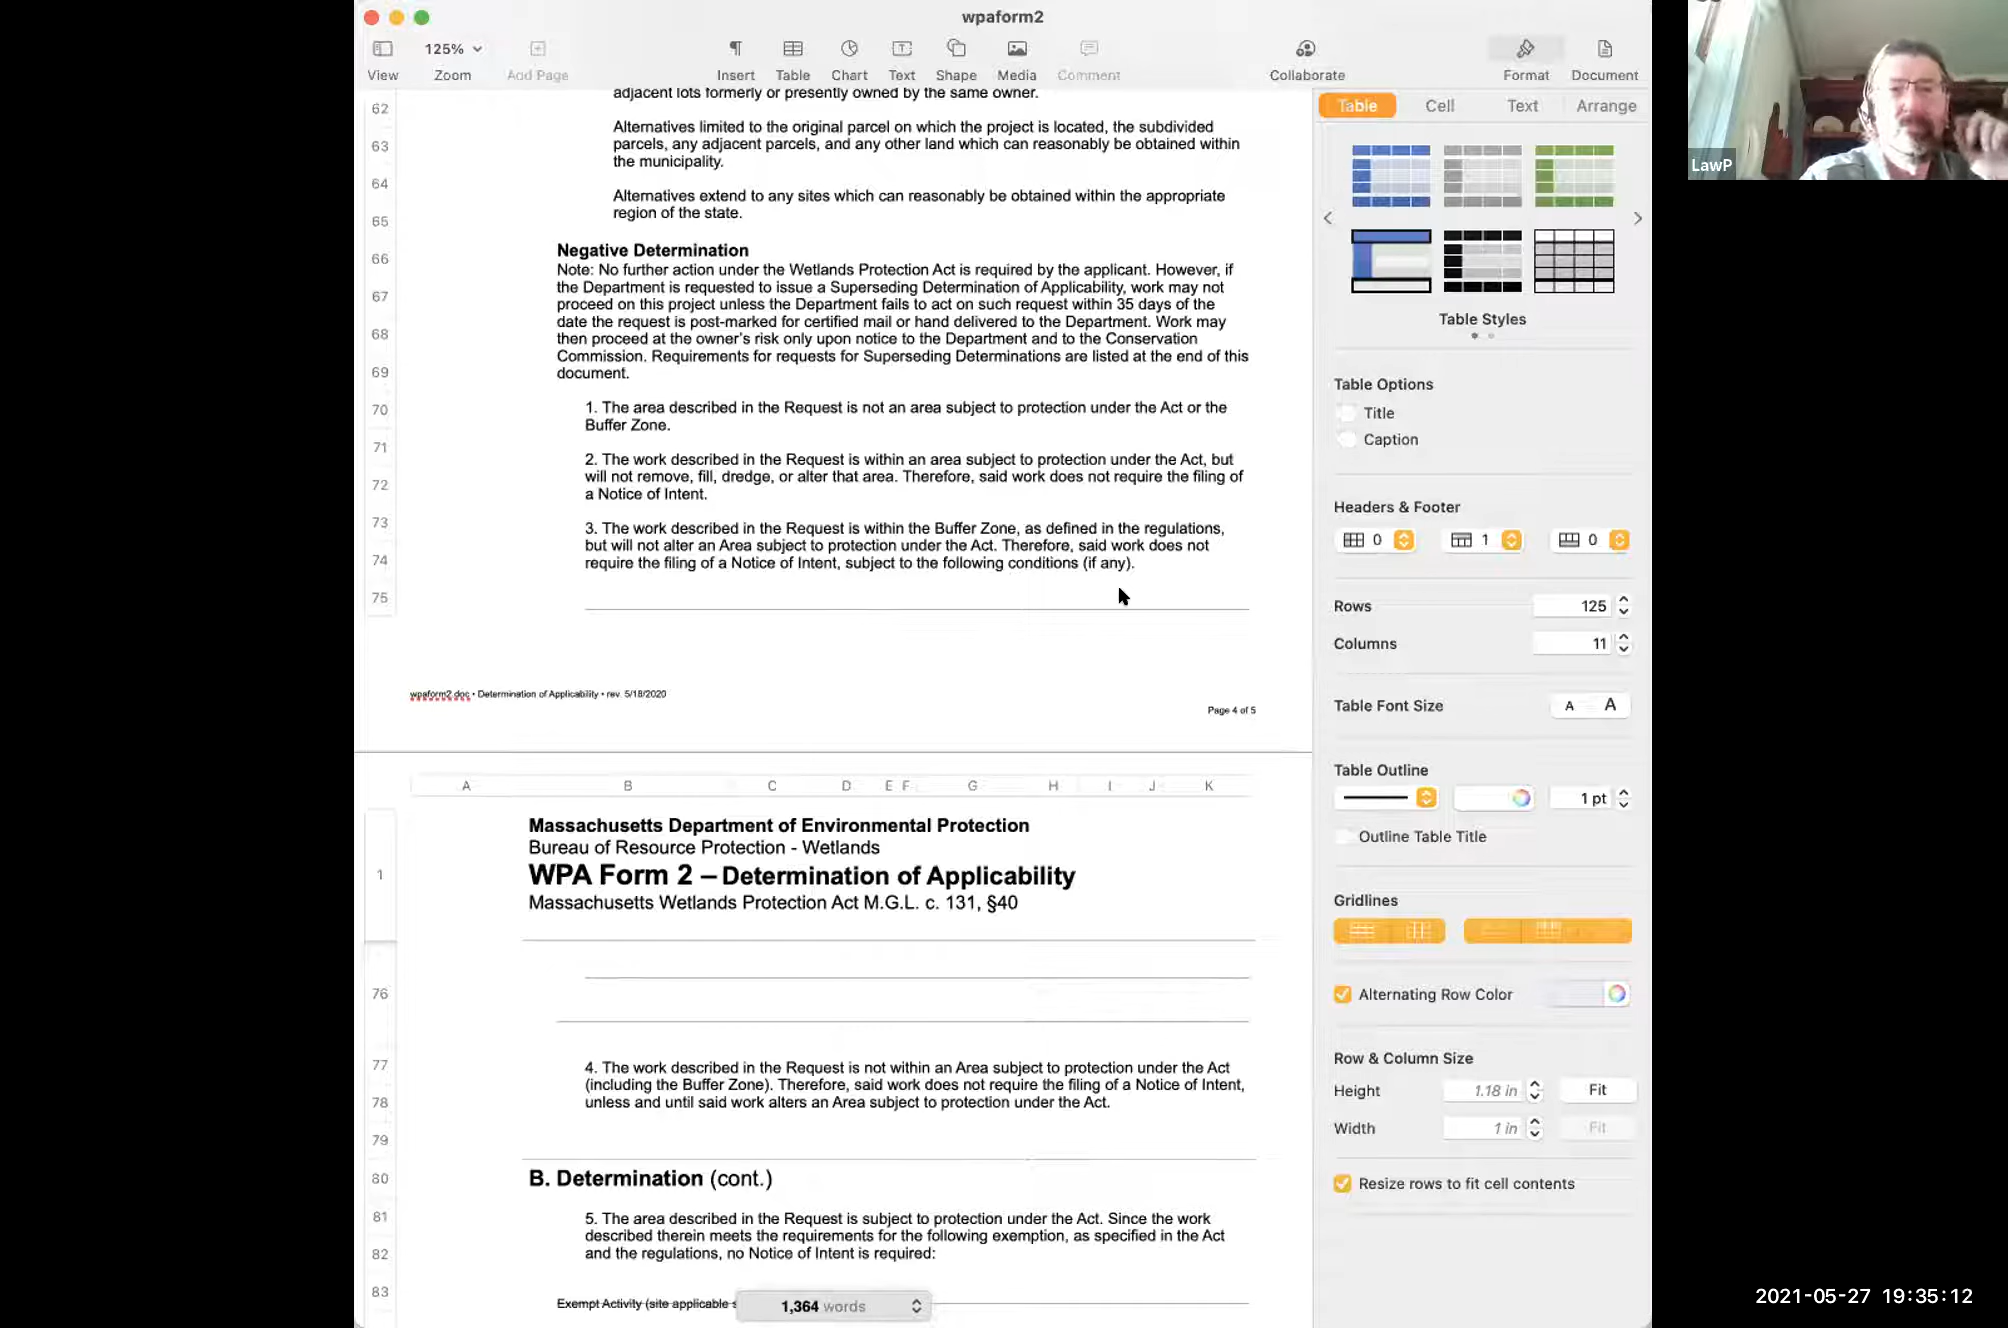 wpaform2
125%
View Zoom Add Page Insert Table Chart Text Shape Media Comment Collaborate Format Document
adjacent lots formerly or presently owned by the same owner.
Alternatives limited to the original parcel on which the project is located, the subdivided
parcels, any adjacent parcels, and any other land which can reasonably be obtained within
the municipality.
Alternatives extend to any sites which can reasonably be obtained within the appropriate
region of the state.
Negative Determination
Note: No further action under the Wetlands Protection Act is required by the applicant. However, if
the Department is requested to issue a Superseding Determination of Applicability, work may not
proceed on this project unless the Department fails to act on such request within 35 days of the
date the request is post-marked for certified mail or hand delivered to the Department. Work may
then proceed at the owner's risk only upon notice to the Department and to the Conservation
Commission. Requirements for requests for Superseding Determinations are listed at the end of this
document.
1. The area described in the Request is not an area subject to protection under the Act or the
Buffer Zone.
2. The work described in the Request is within an area subject to protection under the Act, but
will not remove, fill, dredge, or alter that area. Therefore, said work does not require the filing of
a Notice of Intent.
3. The work described in the Request is within the Buffer Zone, as defined in the regulations,
but will not alter an Area subject to protection under the Act. Therefore, said work does not
require the filing of a Notice of Intent, subject to the following conditions (if any).
62
63
64
65
66
67
68
69
70
71
72
73
74
75
wpaform2.doc • Determination of Applicability • rev. 5/18/2020
Page 4 of 5
A B C D E F G H I J K
Massachusetts Department of Environmental Protection
Bureau of Resource Protection - Wetlands
WPA Form 2 – Determination of Applicability
Massachusetts Wetlands Protection Act M.G.L. c. 131, §40
4. The work described in the Request is not within an Area subject to protection under the Act
(including the Buffer Zone). Therefore, said work does not require the filing of a Notice of Intent,
unless and until said work alters an Area subject to protection under the Act.
B. Determination (cont.)
5. The area described in the Request is subject to protection under the Act. Since the work
described therein meets the requirements for the following exemption, as specified in the Act
and the regulations, no Notice of Intent is required:
Exempt Activity (site applicable s
1,364 words
1
76
77
78
79
80
81
82
83
Table Cell Text Arrange
Table Styles
Table Options
Title
Caption
Headers & Footer
0 1 0
Rows 125
Columns 11
Table Font Size A A
Table Outline
1 pt
Outline Table Title
Gridlines
Alternating Row Color
Row & Column Size
Height 1.18 in Fit
Width 1 in Fit
Resize rows to fit cell contents
LawP
2021-05-27 19:35:12